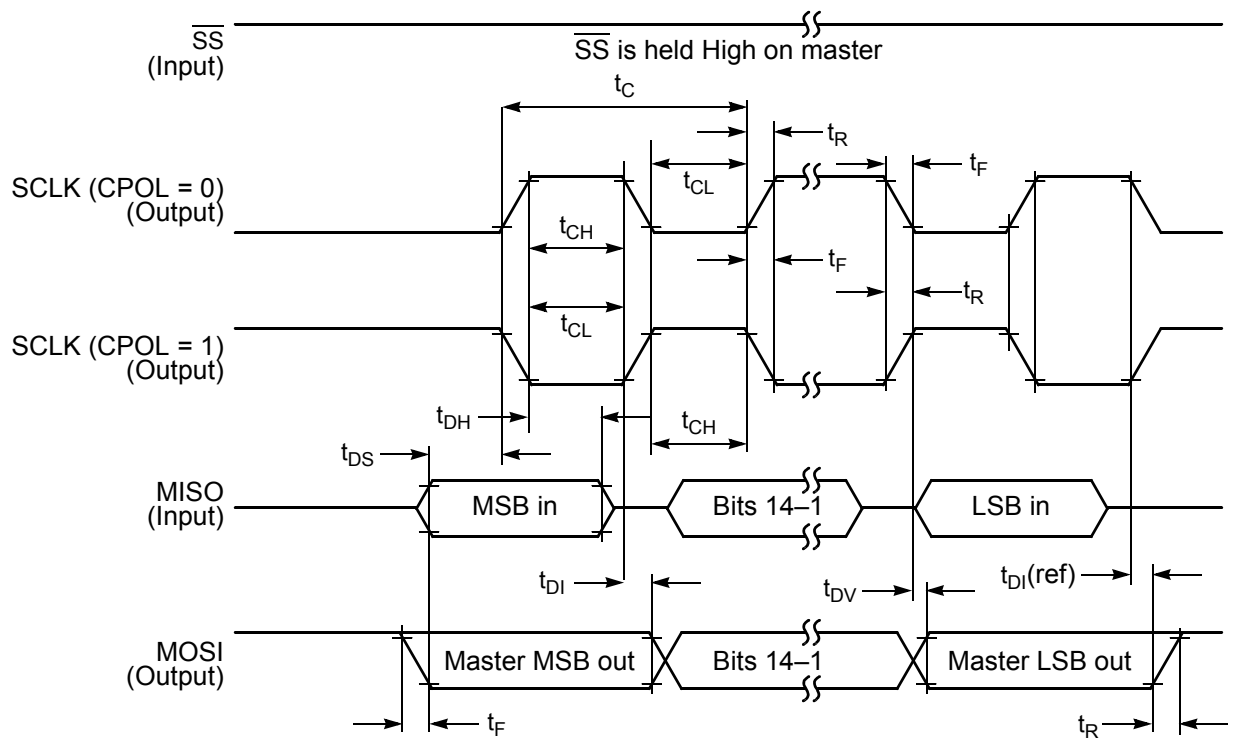 SS
(Input)
SS is held High on master
tC
tR
tF
SCLK (CPOL = 0)
(Output)
tCL
tCH
tF
tR
tCL
SCLK (CPOL = 1)
(Output)
tDH
tCH
tDS
MISO
(Input)
MSB in
Bits 14–1
LSB in
tDI
tDV
tDI(ref)
MOSI
(Output)
Master MSB out
Bits 14–1
Master LSB out
tF
tR